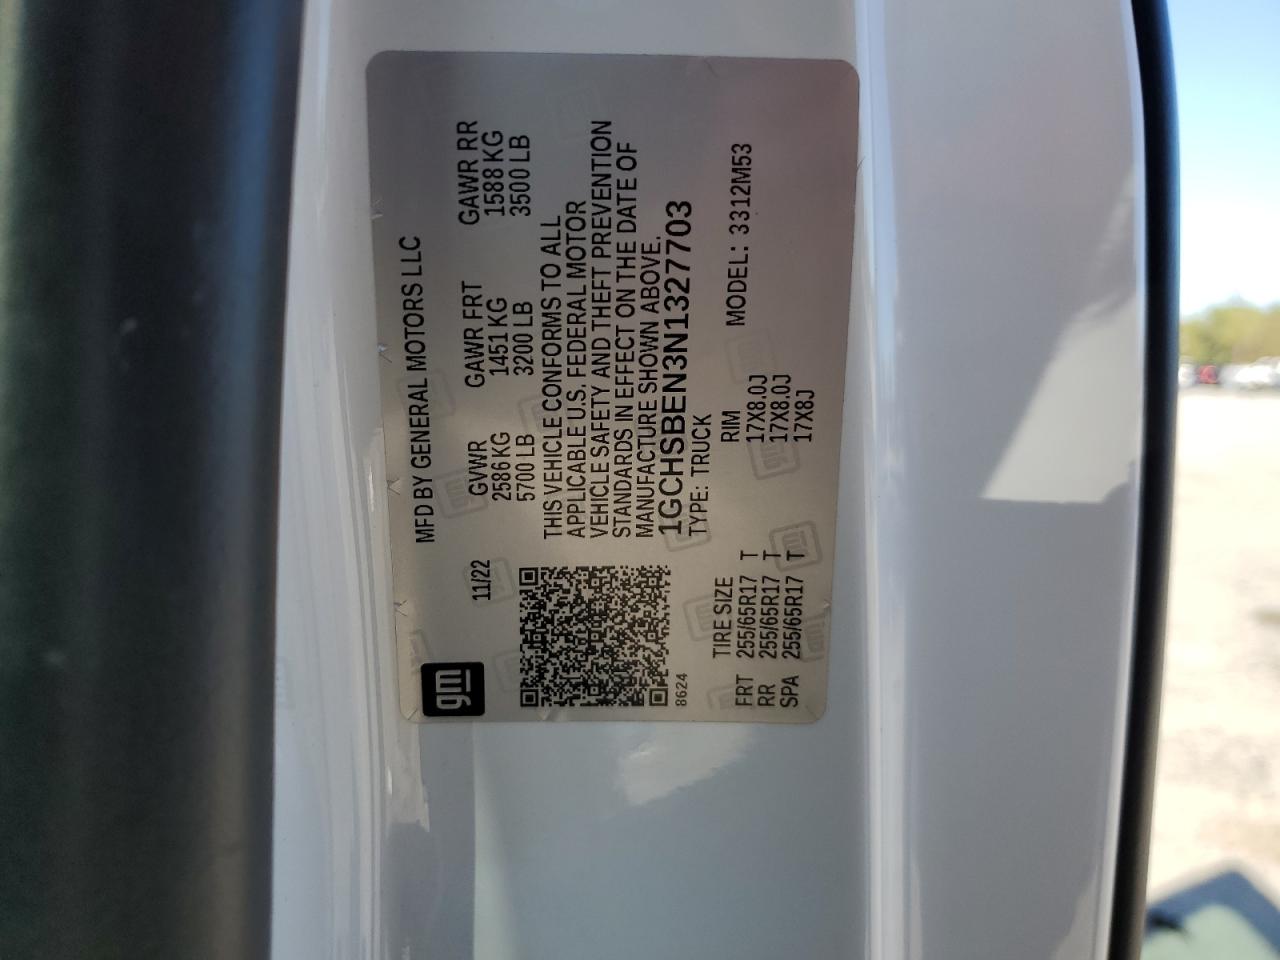 gm
MFD BY GENERAL MOTORS LLC
11/22
GVWR GAWR FRT GAWR RR
2586 KG 1451 KG 1588 KG
5700 LB 3200 LB 3500 LB
THIS VEHICLE CONFORMS TO ALL
APPLICABLE U.S. FEDERAL MOTOR
VEHICLE SAFETY AND THEFT PREVENTION
STANDARDS IN EFFECT ON THE DATE OF
MANUFACTURE SHOWN ABOVE.
1GCHSBEN3N1327703
8624
TYPE: TRUCK
TIRE SIZE RIM MODEL: 3312M53
FRT 255/65R17 T 17X8.0J
RR 255/65R17 T 17X8.0J
SPA 255/65R17 T 17X8J